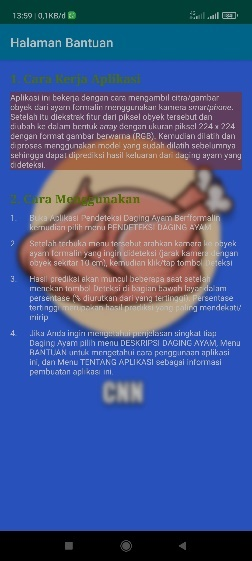 13:59 | 0,1KB/d
Halaman Bantuan
1. Cara Kerja Aplikasi
Aplikasi ini bekerja dengan cara mengambil citra/gambar
obyek dari ayam formalin menggunakan kamera smartphone.
Setelah itu diekstrak fitur dari piksel obyek tersebut dan
diubah ke dalam bentuk array dengan ukuran piksel 224 x 224
dengan format gambar berwarna (RGB). Kemudian dilatih dan
diproses menggunakan model yang sudah dilatih sebelumnya
sehingga dapat diprediksi hasil keluaran dari daging ayam yang
dideteksi.
2. Cara Menggunakan
1. Buka Aplikasi Pendeteksi Daging Ayam Berformalin
kemudian pilih menu PENDETEKSI DAGING AYAM
2. Setelah terbuka menu tersebut arahkan kamera ke obyek
ayam formalin yang ingin dideteksi (jarak kamera dengan
obyek sekitar 10 cm), kemudian klik/tap tombol deteksi
3. Hasil prediksi akan muncul beberapa saat setelah
menekan tombol Deteksi di bagian bawah layar dalam
persentase (% diurutkan dari yang tertinggi). Persentase
tertinggi merupakan hasil prediksi yang paling mendekati/
mirip
4. Jika Anda ingin mengetahui penjelasan singkat tiap
Daging Ayam pilih menu DESKRIPSI DAGING AYAM, Menu
BANTUAN untuk mengetahui cara penggunaan aplikasi
ini, dan Menu TENTANG APLIKASI sebagai informasi
pembuatan aplikasi ini.
CNN